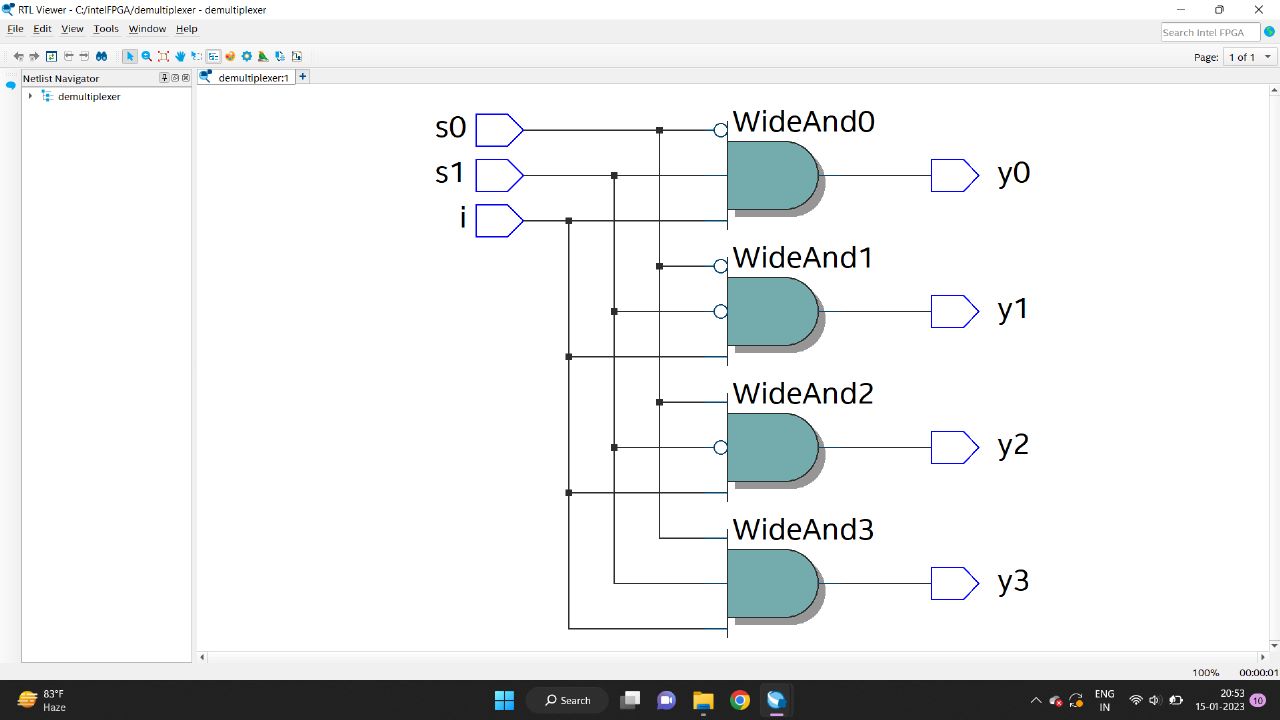 RTL Viewer - C:/intelFPGA/demultiplexer - demultiplexer
File Edit View Tools Window Help
Search Intel FPGA
Page: 1 of 1
Netlist Navigator
demultiplexer:1
demultiplexer
s0
WideAnd0
s1
y0
i
WideAnd1
y1
WideAnd2
y2
WideAnd3
y3
100% 00:00:01
83°F
Haze
Search
ENG
IN
20:53
15-01-2023
10